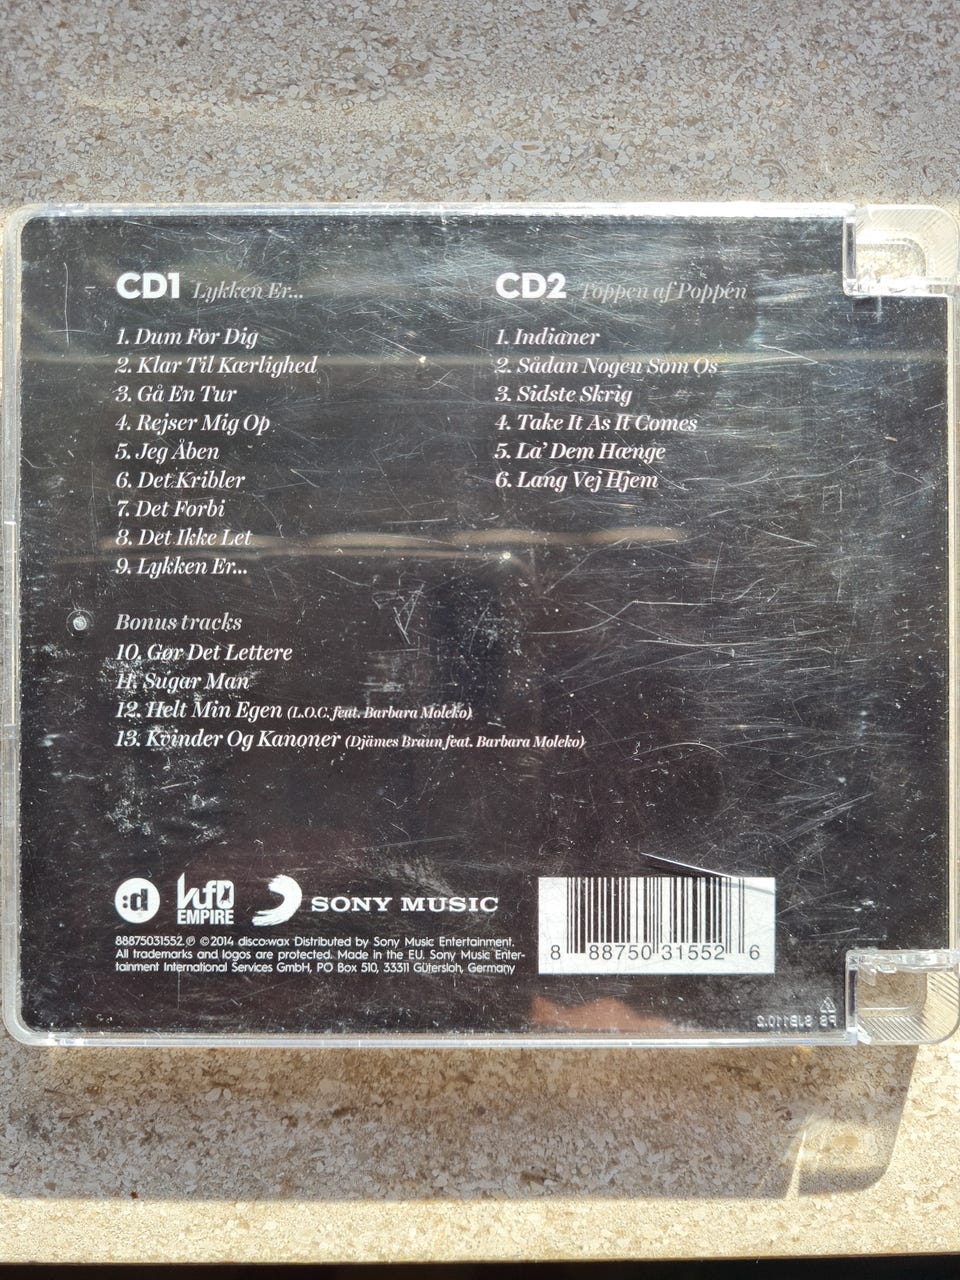 CD1 Lykken Er...
1. Dum For Dig
2. Klar Til Kærlighed
3. Gå En Tur
4. Rejser Mig Op
5. Jeg Åben
6. Det Kribler
7. Det Forbi
8. Det Ikke Let
9. Lykken Er...
Bonus tracks
10. Gør Det Lettere
11. Sugar Man
12. Helt Min Egen (L.O.C. feat. Barbara Moleko)
13. Kvinder Og Kanoner (Djämes Braun feat. Barbara Moleko)
CD2 Toppen af Poppén
1. Indianer
2. Sådan Nogen Som Os
3. Sidste Skrig
4. Take It As It Comes
5. La' Dem Hænge
6. Lang Vej Hjem
:d
EMPIRE
SONY MUSIC
88875031552 ℗ © 2014 disco:wax Distributed by Sony Music Entertainment.
All trademarks and logos are protected. Made in the EU. Sony Music Enter-
tainment International Services GmbH, PO Box 510, 33311 Gütersloh, Germany
8 88750 31552 6